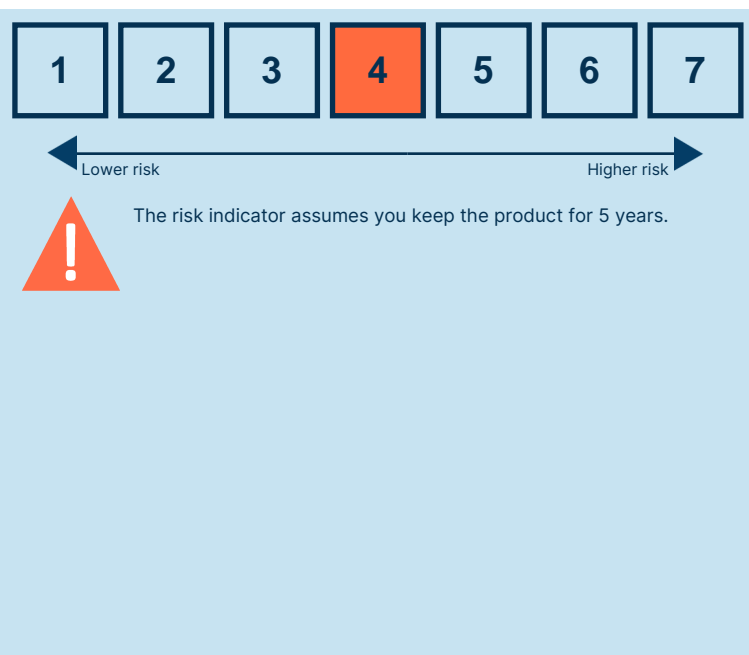 1 2 3 4 5 6 7
Lower risk Higher risk
The risk indicator assumes you keep the product for 5 years.
!